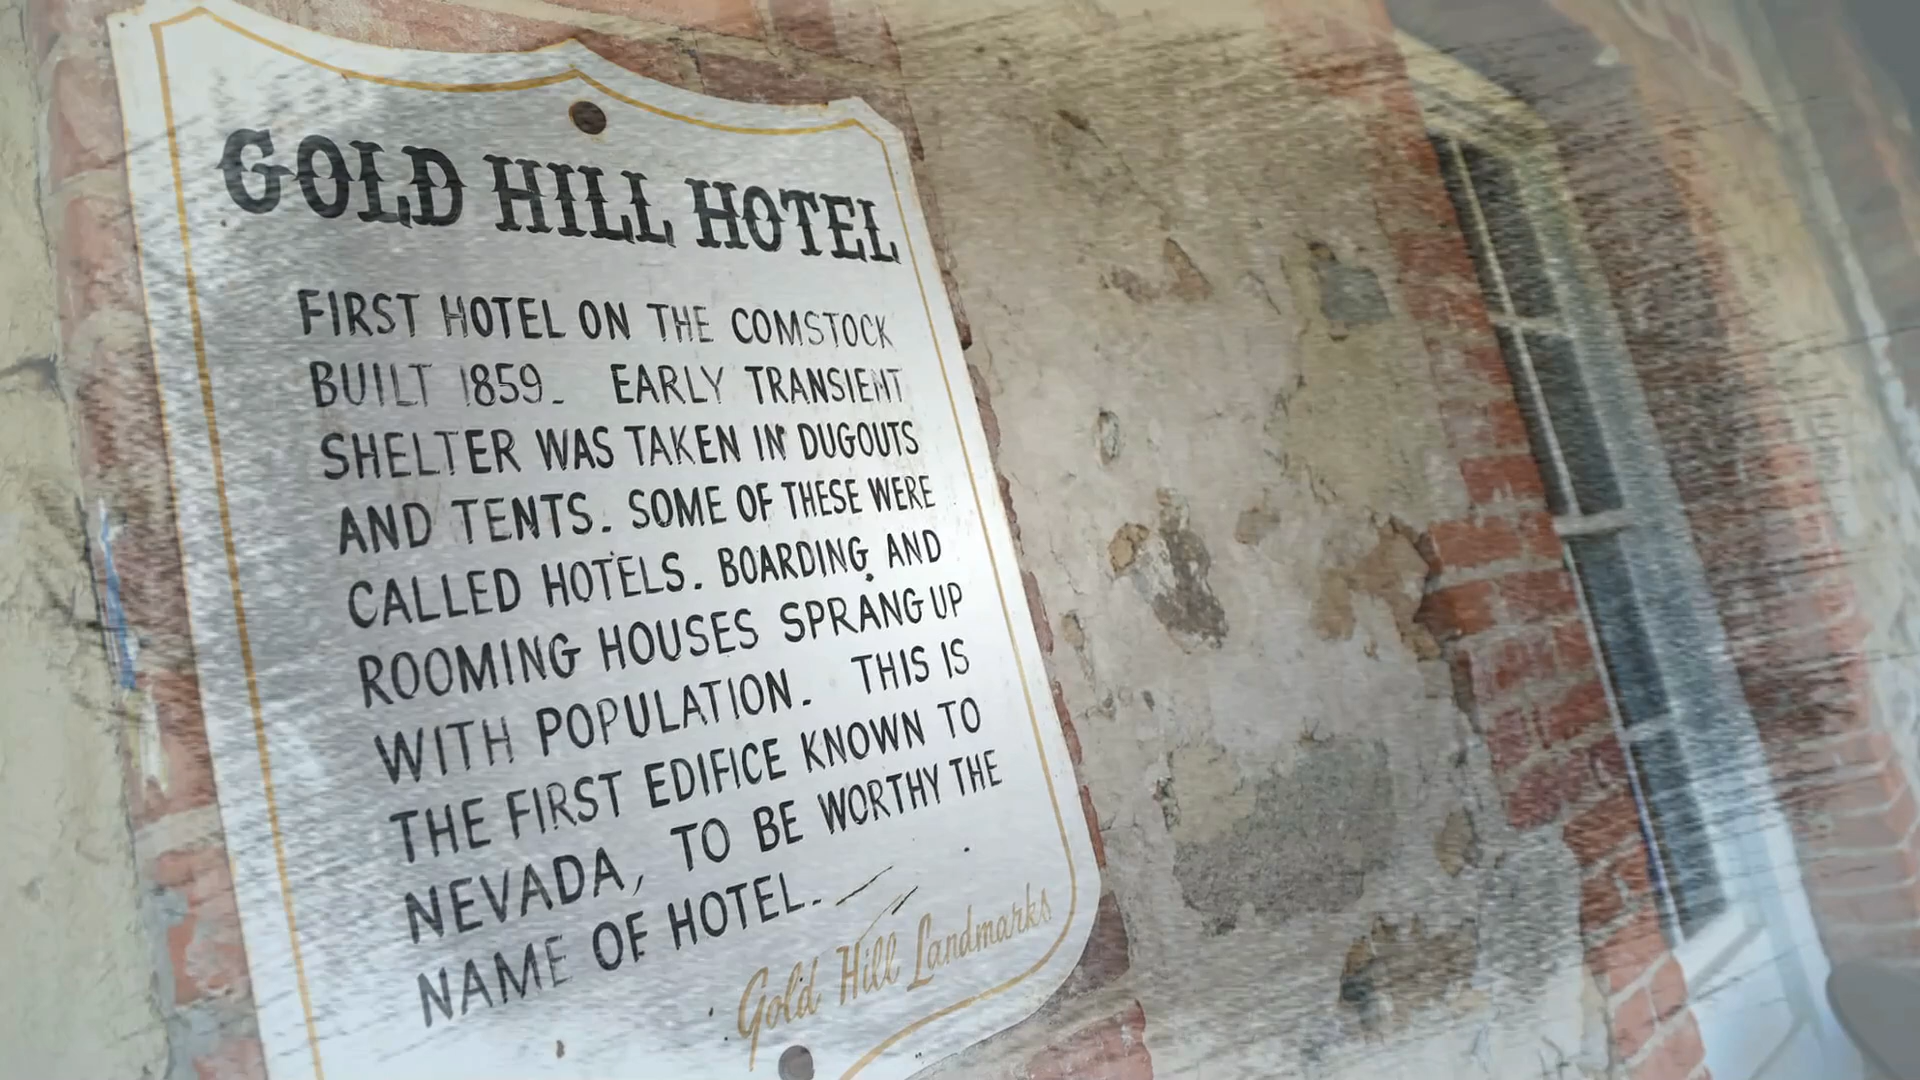 GOLD HILL HOTEL
FIRST HOTEL ON THE COMSTOCK
BUILT 1859. EARLY TRANSIENT
SHELTER WAS TAKEN IN DUGOUTS
AND TENTS. SOME OF THESE WERE
CALLED HOTELS. BOARDING AND
ROOMING HOUSES SPRANG UP
WITH POPULATION. THIS IS
THE FIRST EDIFICE KNOWN TO
NEVADA, TO BE WORTHY THE
NAME OF HOTEL.
Gold Hill Landmarks